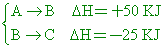 A → B ΔH = +50 KJ
B → C ΔH = −25 KJ